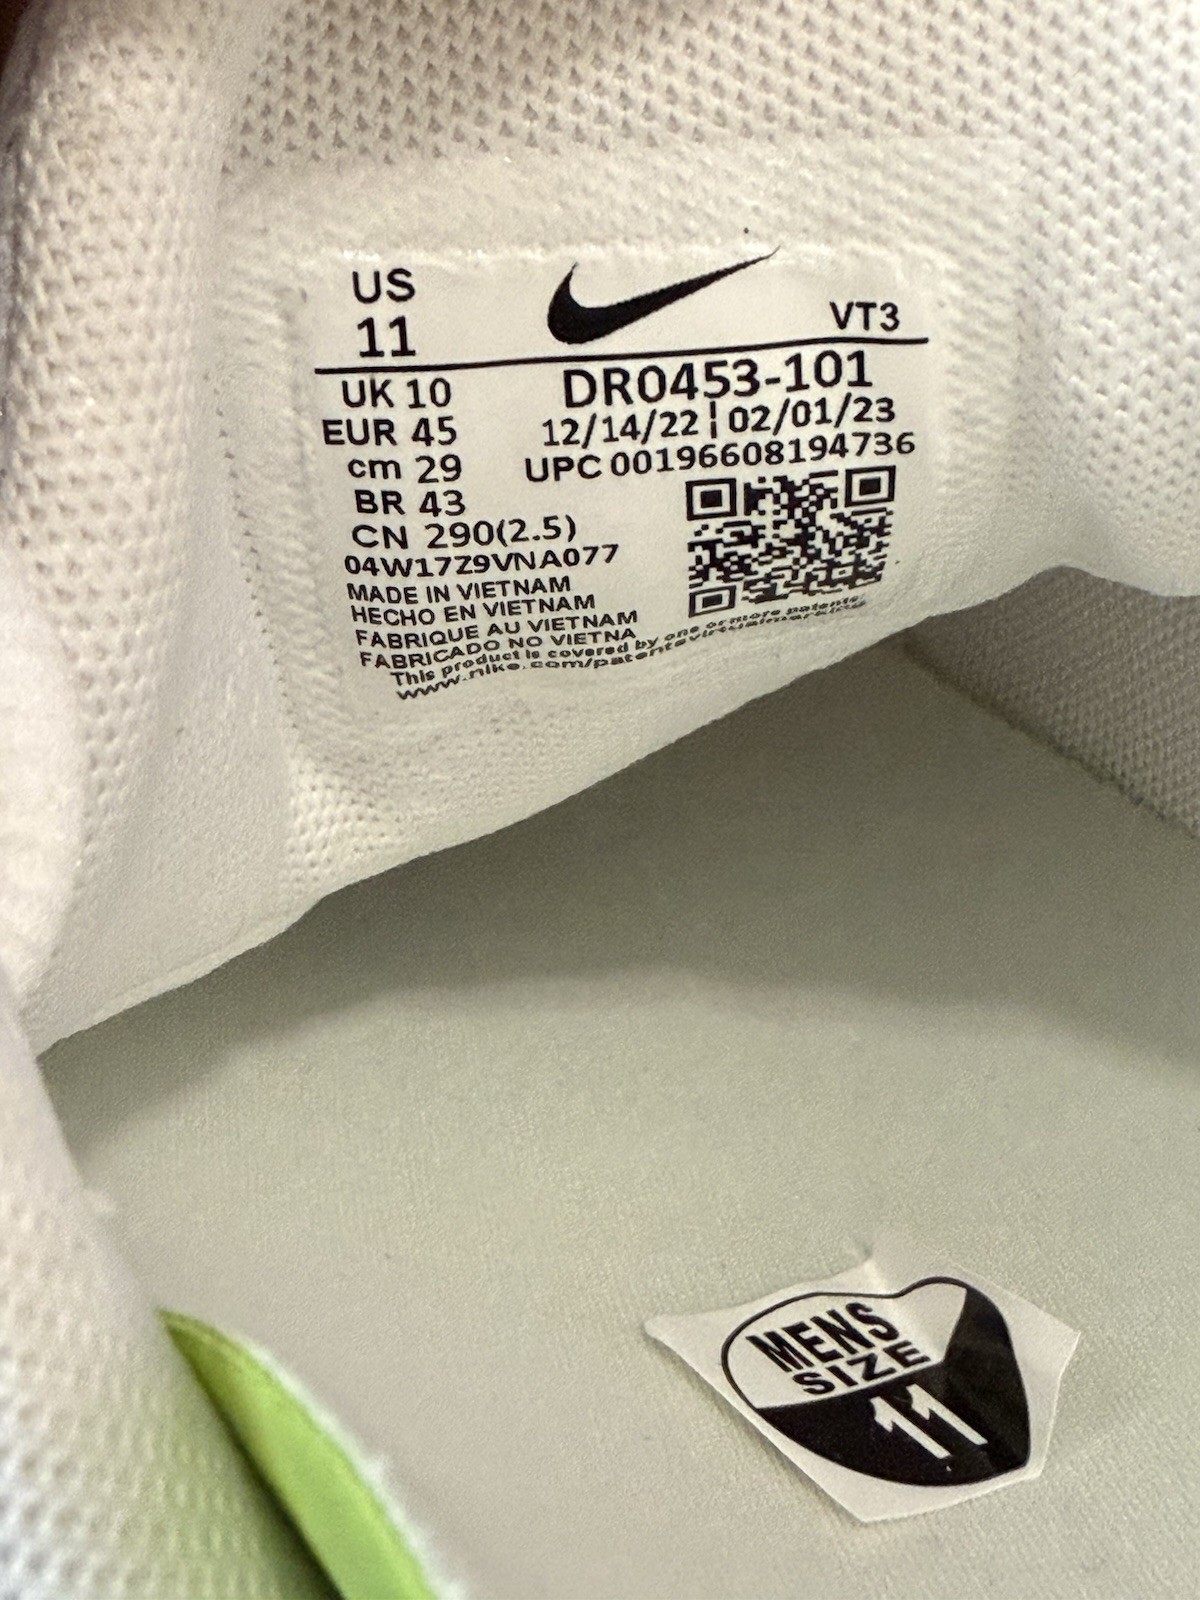 US
11
VT3
UK 10
DR0453-101
EUR 45
12/14/22 ¦ 02/01/23
cm 29
UPC 00196608194736
BR 43
CN 290(2.5)
04W17Z9VNA077
MADE IN VIETNAM
HECHO EN VIETNAM
FABRIQUE AU VIETNAM
FABRICADO NO VIETNA
This product is covered by one or more patents
www.nike.com/patentsvirtualmarking
MENS
SIZE
11